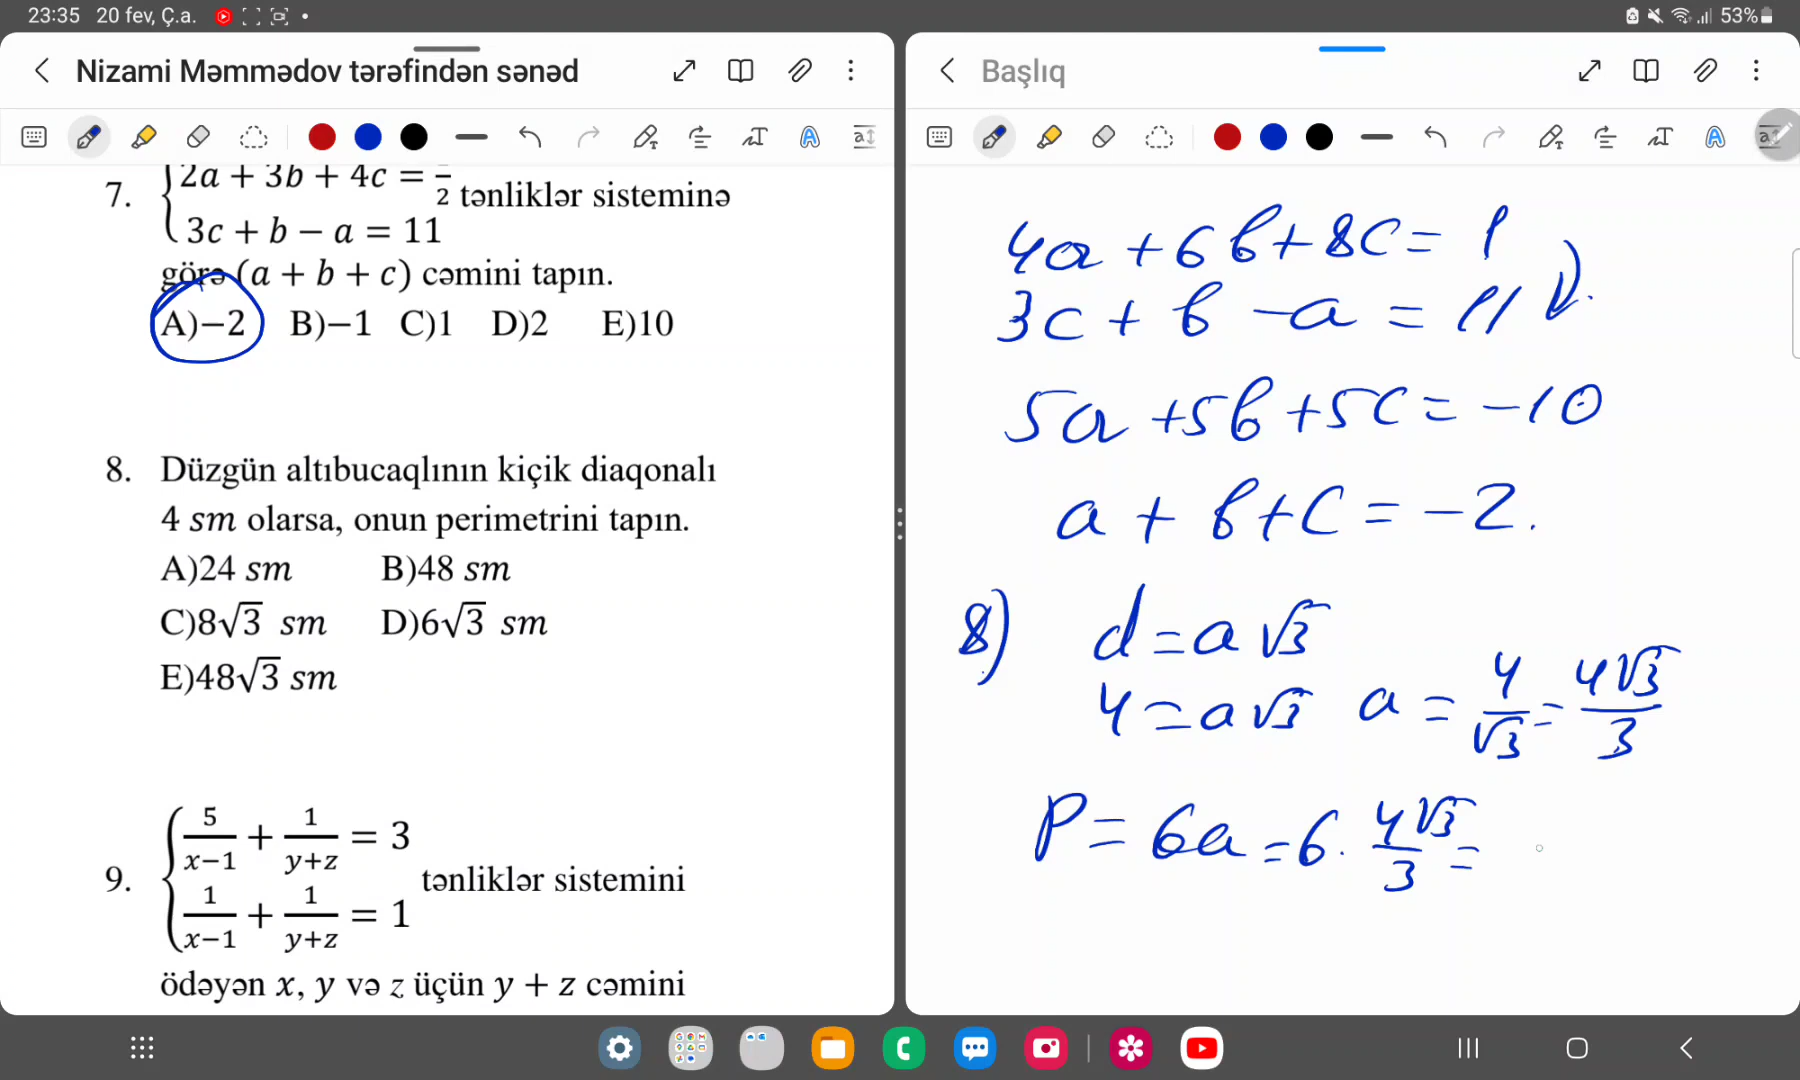 23:35 20 fev, Ç.a.
53%
Nizami Məmmədov tərəfindən sənəd
7. {2a + 3b + 4c = –/2 tənliklər sisteminə
3c + b − a = 11
görə (a + b + c) cəmini tapın.
A)−2 B)−1 C)1 D)2 E)10
8. Düzgün altıbucaqlının kiçik diaqonalı
4 sm olarsa, onun perimetrini tapın.
A)24 sm B)48 sm
C)8√3 sm D)6√3 sm
E)48√3 sm
9. {5/(x−1) + 1/(y+z) = 3
1/(x−1) + 1/(y+z) = 1 tənliklər sistemini
ödəyən x, y və z üçün y + z cəmini
Başlıq
4a + 6b + 8c = 1
3c + b − a = 11
5a + 5b + 5c = −10
a + b + c = −2.
8) d = a√3
4 = a√3 a = 4/√3 = 4√3/3
P = 6a = 6 · 4√3/3 =